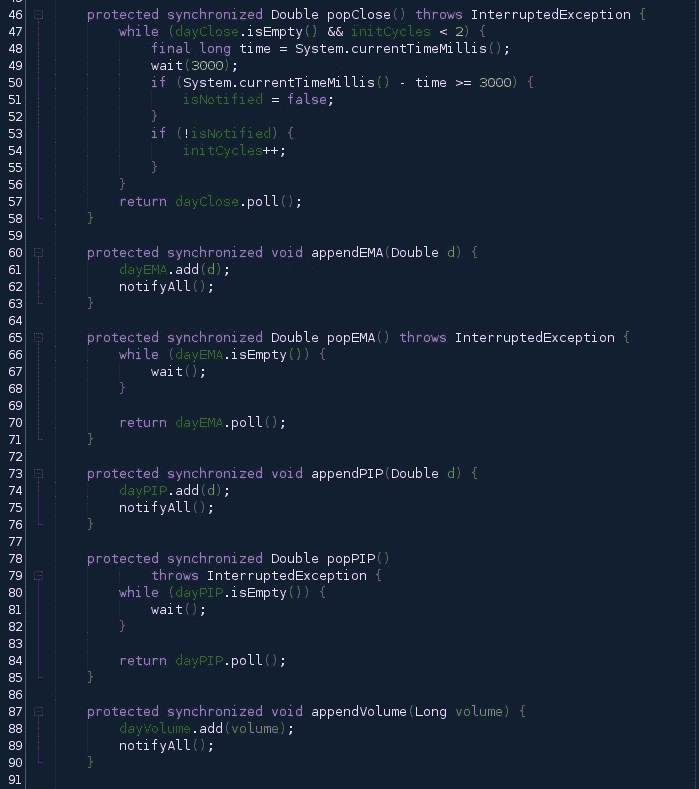 46 protected synchronized Double popClose() throws InterruptedException {
47 while (dayClose.isEmpty() && initCycles < 2) {
48 final long time = System.currentTimeMillis();
49 wait(3000);
50 if (System.currentTimeMillis() - time >= 3000) {
51 isNotified = false;
52 }
53 if (!isNotified) {
54 initCycles++;
55 }
56 }
57 return dayClose.poll();
58 }
59
60 protected synchronized void appendEMA(Double d) {
61 dayEMA.add(d);
62 notifyAll();
63 }
64
65 protected synchronized Double popEMA() throws InterruptedException {
66 while (dayEMA.isEmpty()) {
67 wait();
68 }
69
70 return dayEMA.poll();
71 }
72
73 protected synchronized void appendPIP(Double d) {
74 dayPIP.add(d);
75 notifyAll();
76 }
77
78 protected synchronized Double popPIP()
79 throws InterruptedException {
80 while (dayPIP.isEmpty()) {
81 wait();
82 }
83
84 return dayPIP.poll();
85 }
86
87 protected synchronized void appendVolume(Long volume) {
88 dayVolume.add(volume);
89 notifyAll();
90 }
91